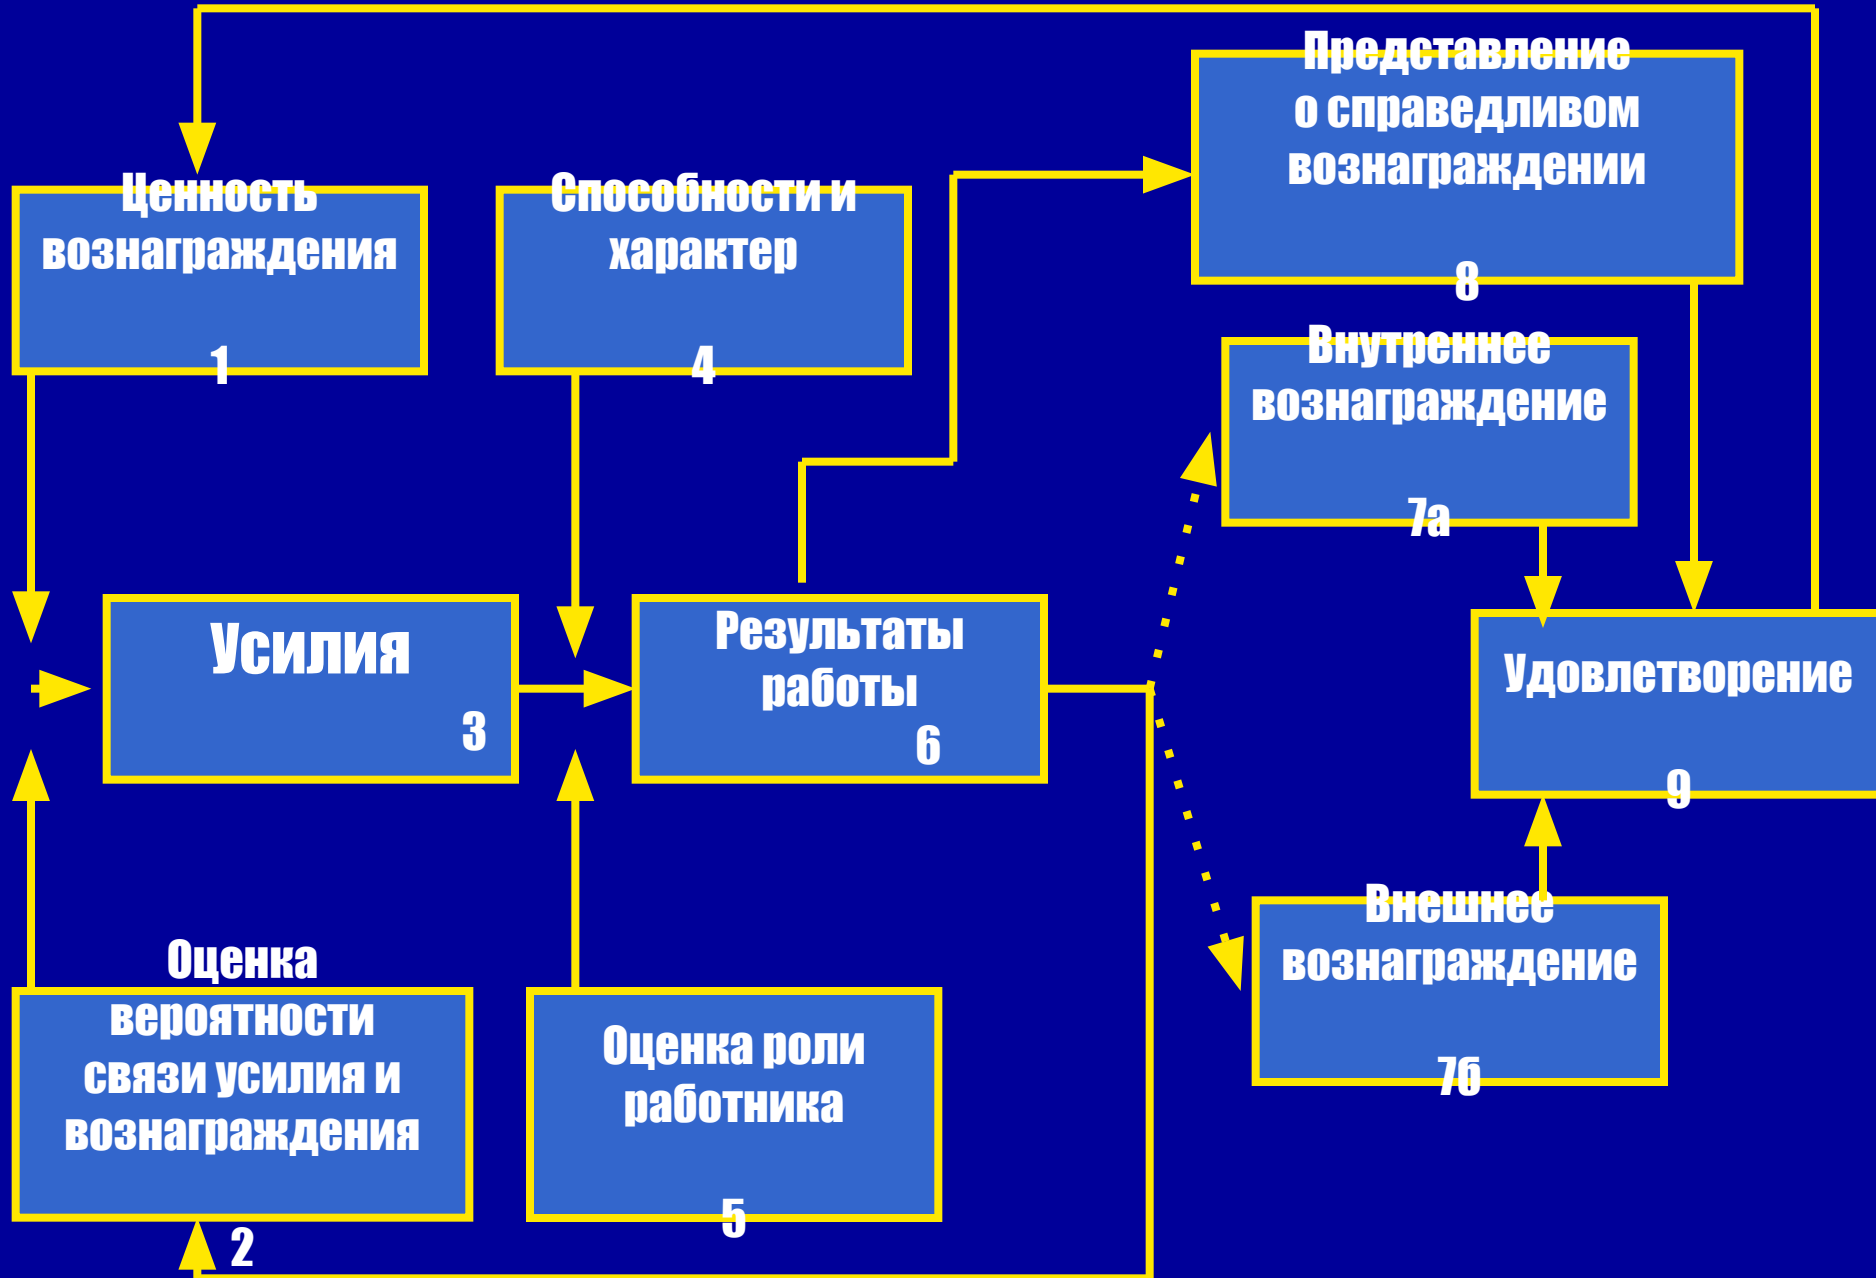 Ценность
вознаграждения
1
Способности и
характер
4
Представление
о справедливом
вознаграждении
8
Внутреннее
вознаграждение
7а
Усилия
3
Результаты
работы
6
Удовлетворение
9
Оценка
вероятности
связи усилия и
вознаграждения
2
Оценка роли
работника
5
Внешнее
вознаграждение
7б